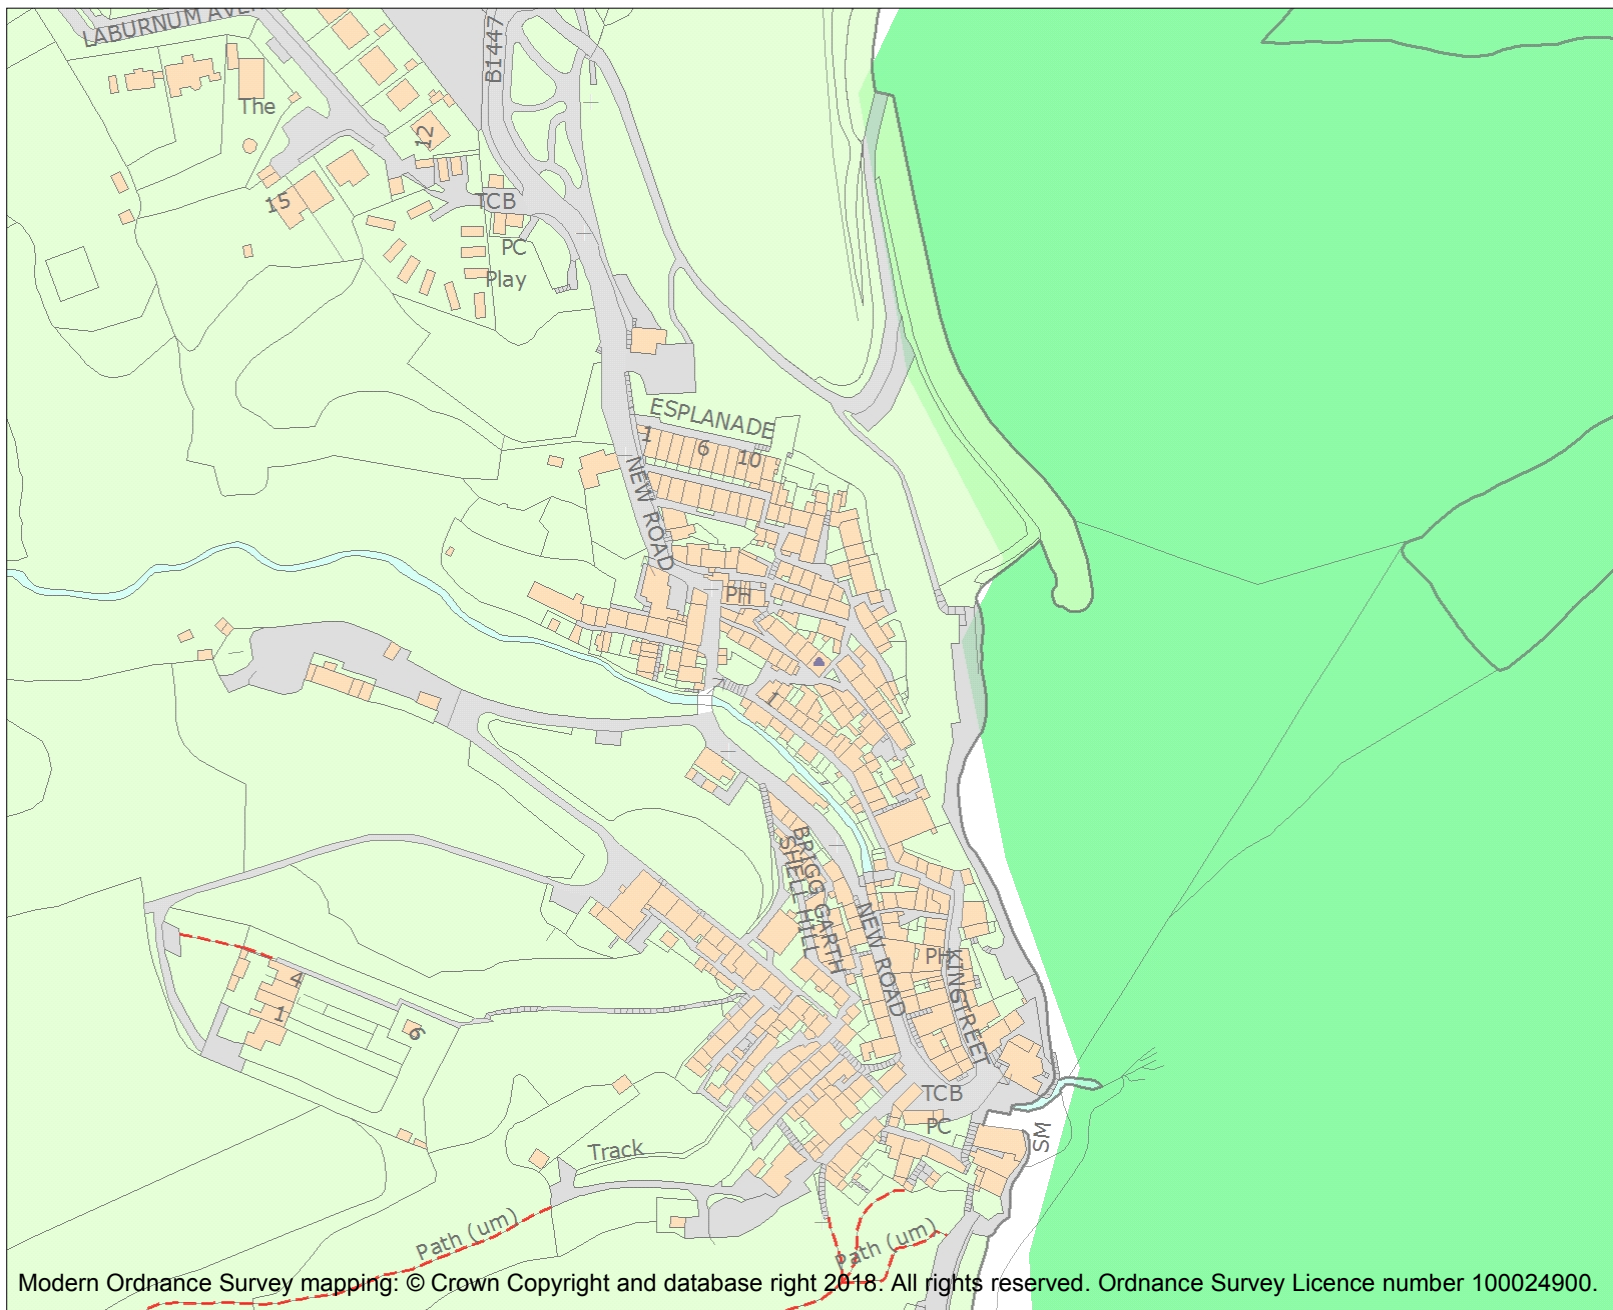 LABURNUM AVE
B1447
The
12
15
TCB
PC
Play
ESPLANADE
1
6
10
NEW ROAD
PH
1
BRIGG GARTH
SHELL HILL
NEW ROAD
PH
KINSTREET
4
1
6
TCB
PC
SM
Track
Path (um)
Path (um)
Modern Ordnance Survey mapping: © Crown Copyright and database right 2018. All rights reserved. Ordnance Survey Licence number 100024900.